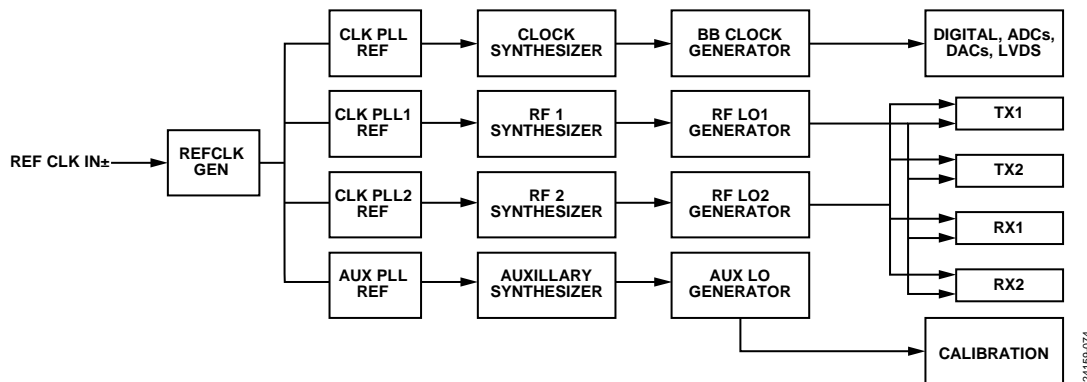 CLK PLL
REF
CLOCK
SYNTHESIZER
BB CLOCK
GENERATOR
DIGITAL, ADCs,
DACs, LVDS
CLK PLL1
REF
RF 1
SYNTHESIZER
RF LO1
GENERATOR
TX1
REF CLK IN±
REFCLK
GEN
TX2
CLK PLL2
REF
RF 2
SYNTHESIZER
RF LO2
GENERATOR
RX1
AUX PLL
REF
AUXILLARY
SYNTHESIZER
AUX LO
GENERATOR
RX2
CALIBRATION
24159-074